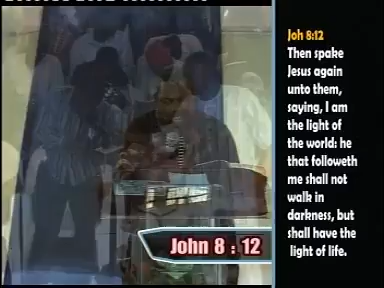 Joh 8:12
Then spake
Jesus again
unto them,
saying, I am
the light of
the world: he
that followeth
me shall not
walk in
darkness, but
shall have the
light of life.
John 8 : 12